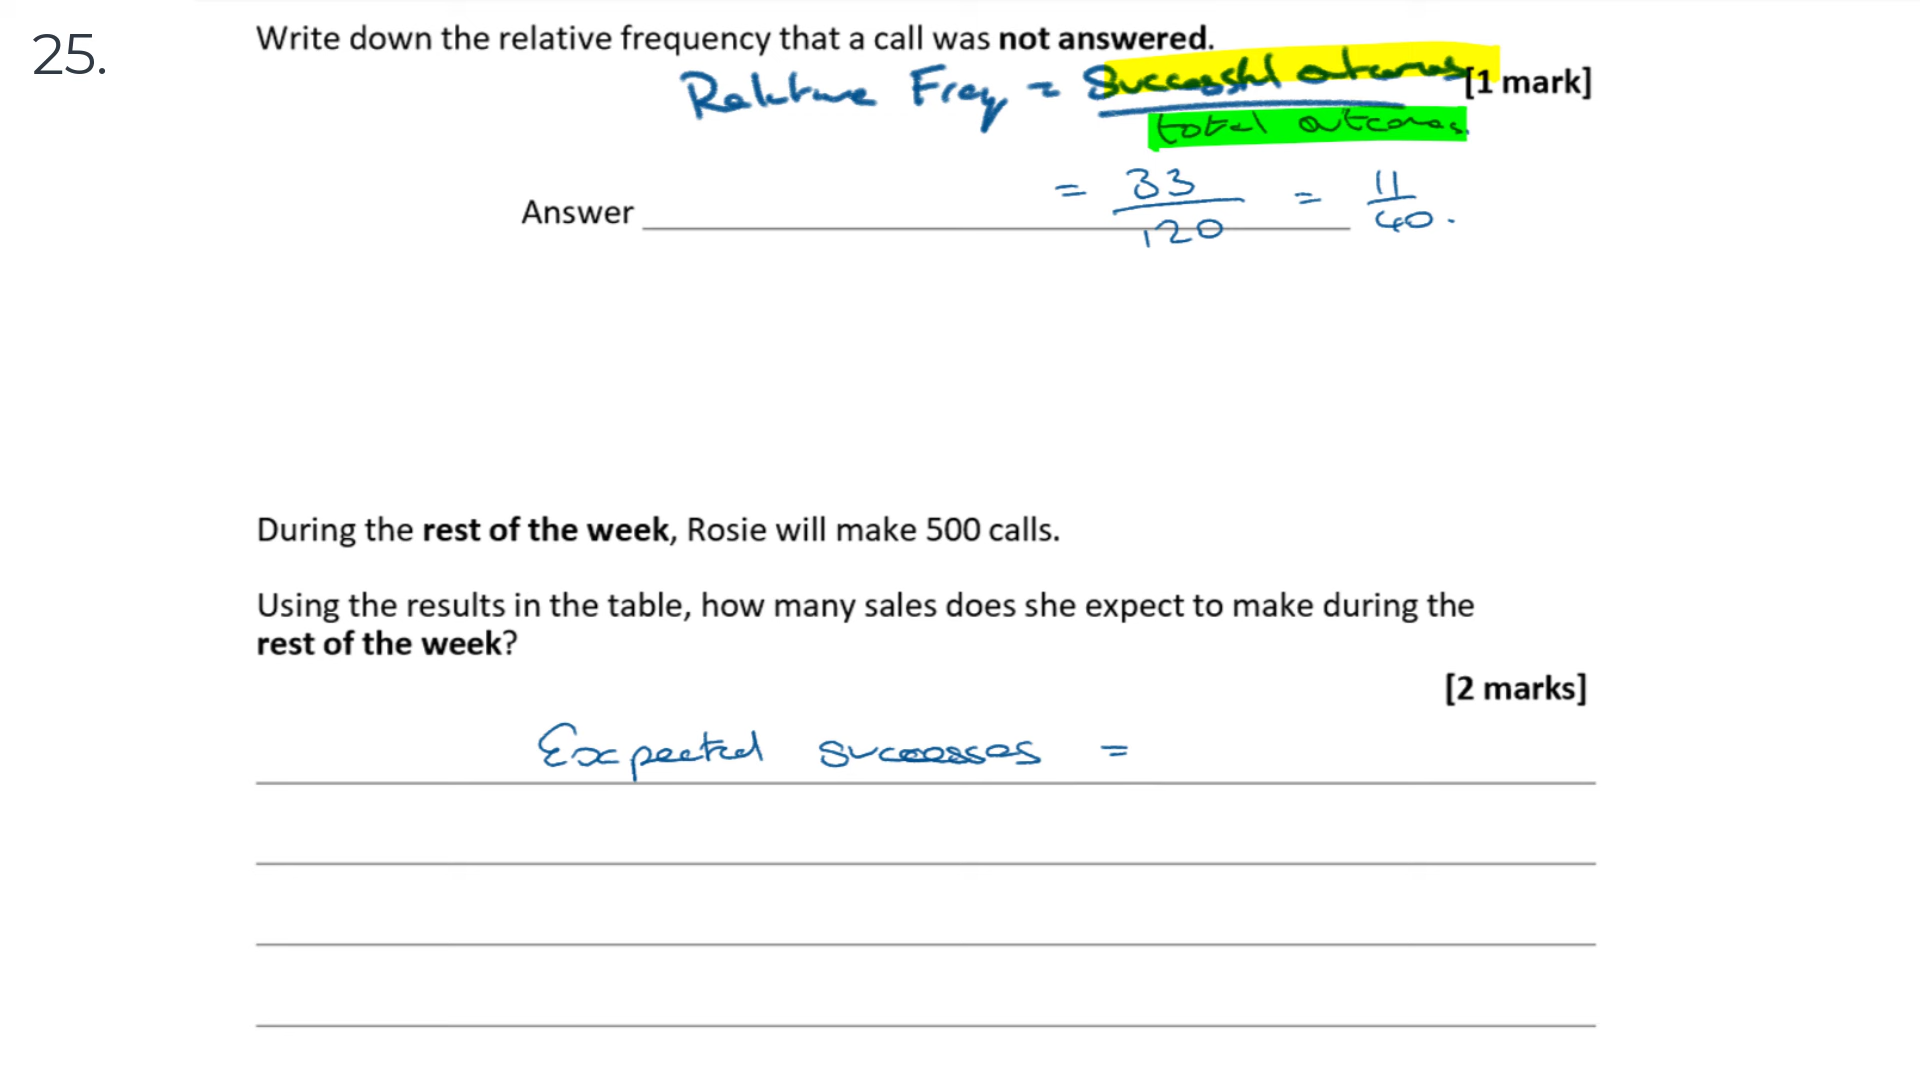 25.
Write down the relative frequency that a call was not answered.
Relative Freq = Successful outcomes
[1 mark]
total outcomes.
Answer = 33/120 = 11/40.
During the rest of the week, Rosie will make 500 calls.
Using the results in the table, how many sales does she expect to make during the
rest of the week?
[2 marks]
Expected successes =